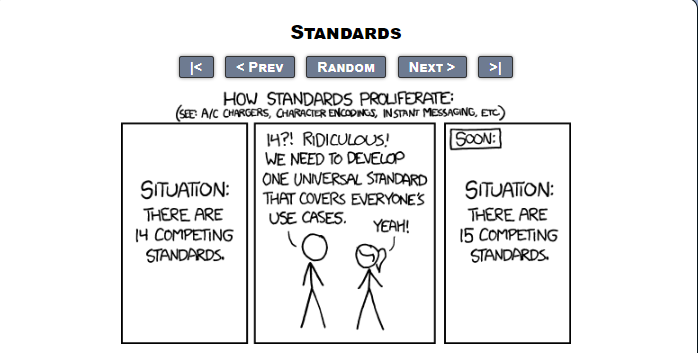 STANDARDS
|< < PREV RANDOM NEXT > >|
HOW STANDARDS PROLIFERATE:
(SEE: A/C CHARGERS, CHARACTER ENCODINGS, INSTANT MESSAGING, ETC.)
SITUATION:
THERE ARE
14 COMPETING
STANDARDS.
14?! RIDICULOUS!
WE NEED TO DEVELOP
ONE UNIVERSAL STANDARD
THAT COVERS EVERYONE'S
USE CASES.
YEAH!
SOON:
SITUATION:
THERE ARE
15 COMPETING
STANDARDS.